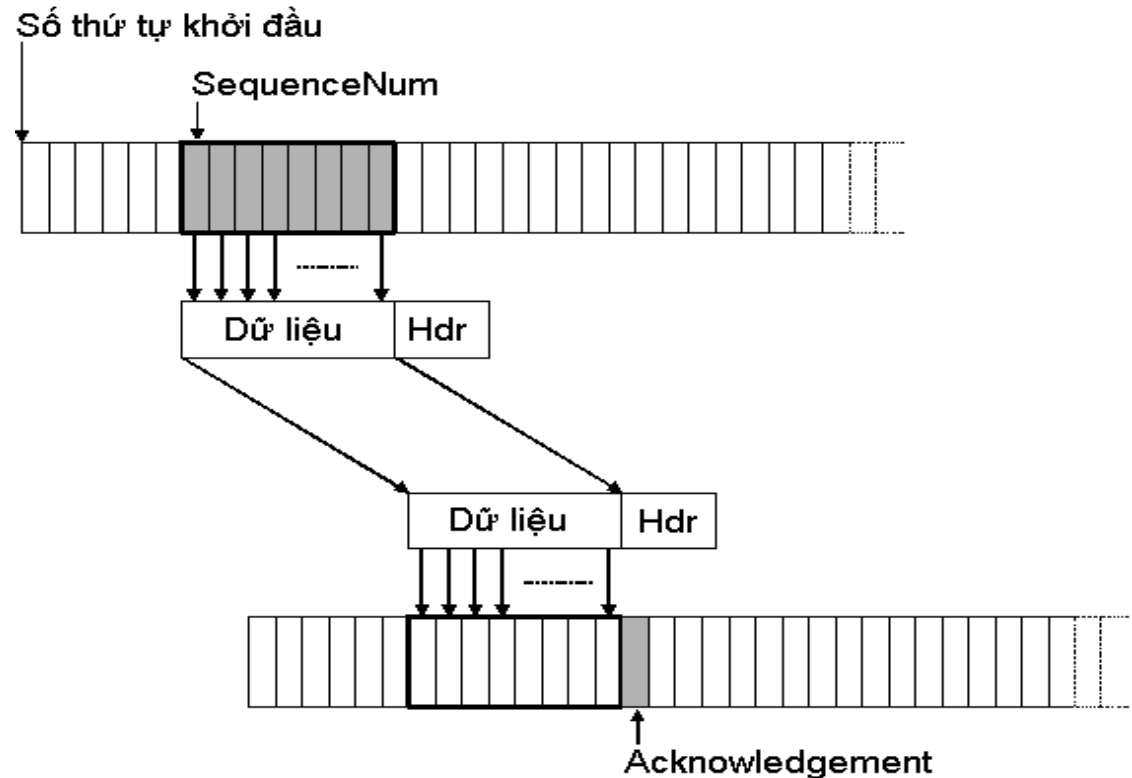 Số thứ tự khởi đầu
SequenceNum
Dữ liệu
Hdr
Dữ liệu
Hdr
Acknowledgement